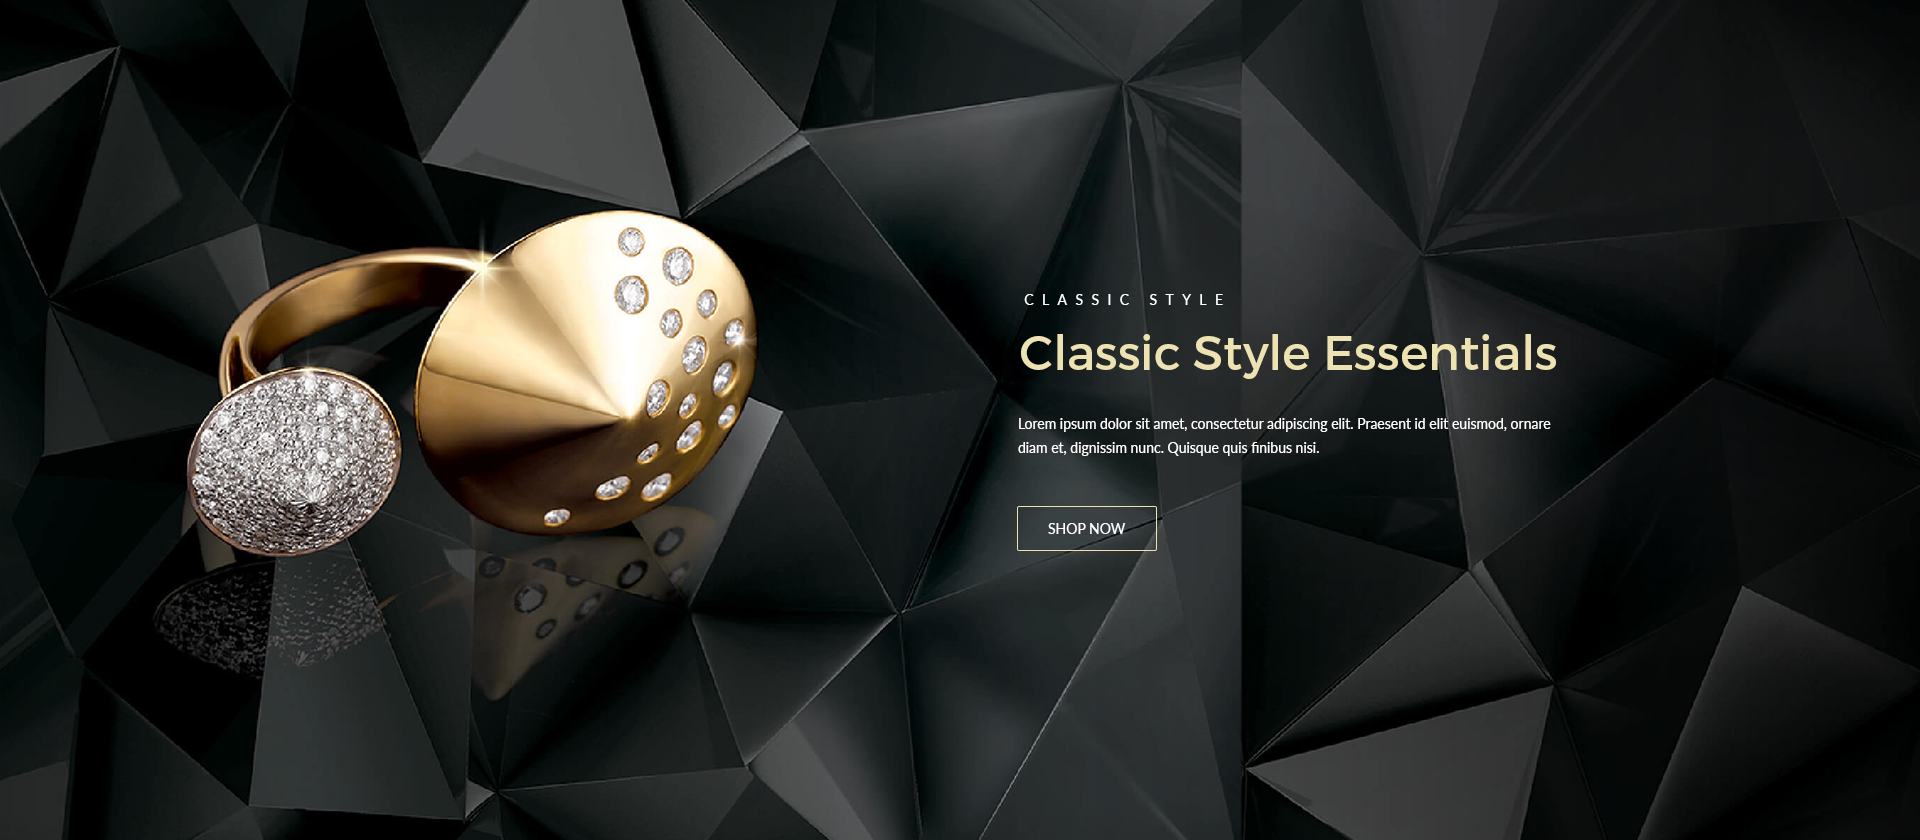 CLASSIC STYLE
Classic Style Essentials
Lorem ipsum dolor sit amet, consectetur adipiscing elit. Praesent id elit euismod, ornare
diam et, dignissim nunc. Quisque quis finibus nisi.
SHOP NOW